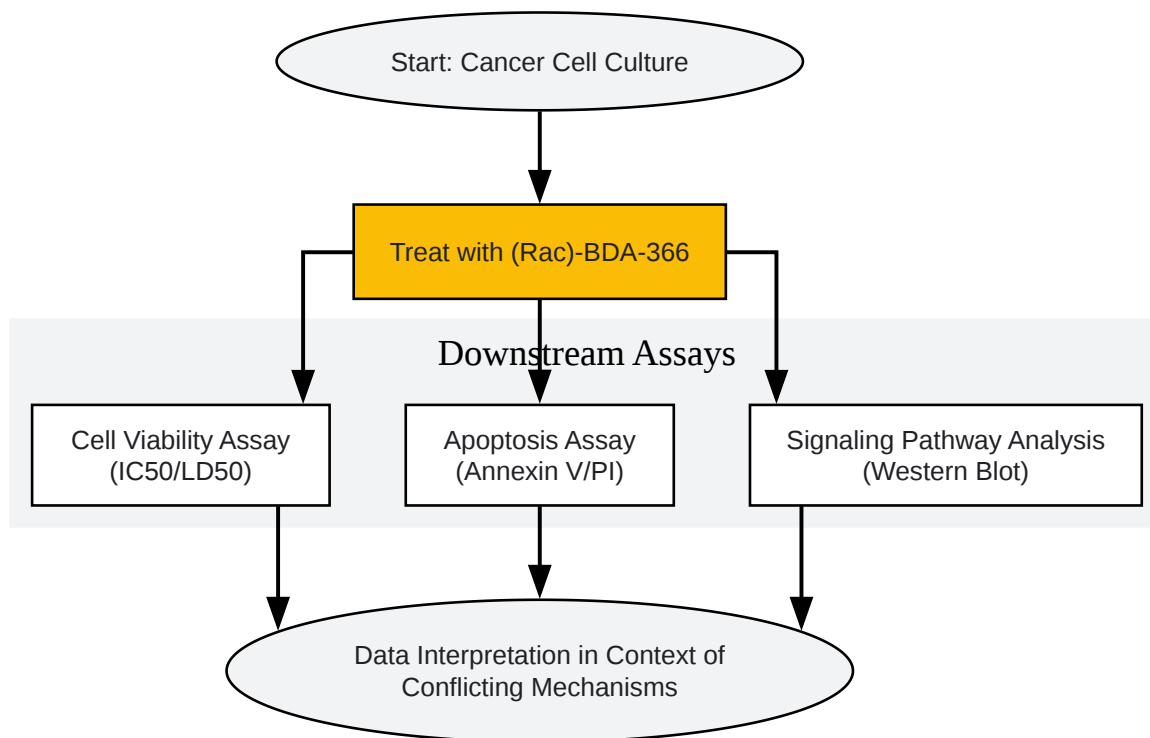 Start: Cancer Cell Culture
Treat with (Rac)-BDA-366
Downstream Assays
Cell Viability Assay
(IC50/LD50)
Apoptosis Assay
(Annexin V/PI)
Signaling Pathway Analysis
(Western Blot)
Data Interpretation in Context of
Conflicting Mechanisms